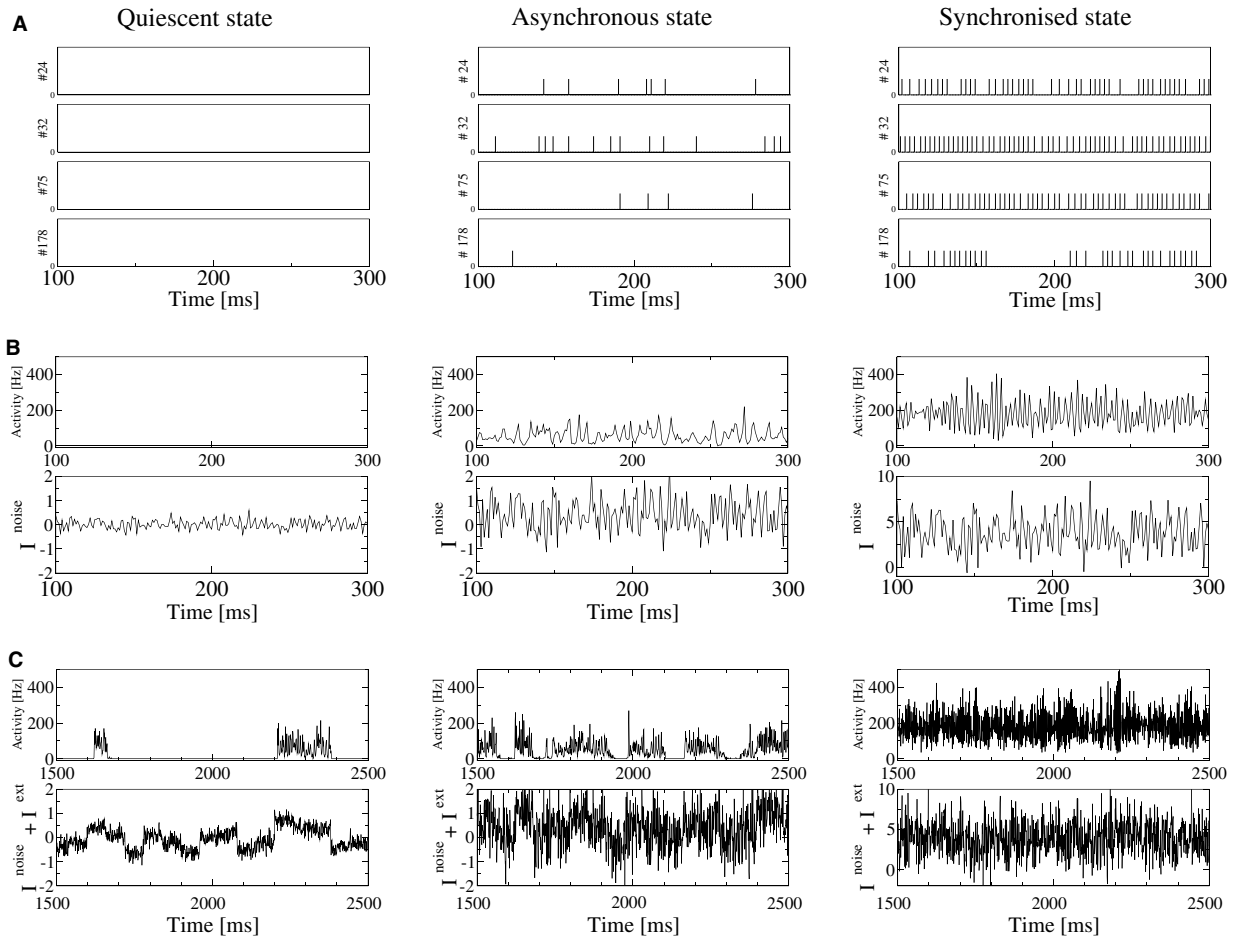 A
Quiescent state
Asynchronous state
Synchronised state
#24
0
#32
0
#75
0
#178
0
100 200 300
Time [ms]
# 24
0
# 32
0
# 75
0
# 178
0
100 200 300
Time [ms]
# 24
0
# 32
0
# 75
0
# 178
0
100 200 300
Time [ms]
B
Activity [Hz]
400
200
0
100 200 300
I noise
2
1
0
-1
-2
100 200 300
Time [ms]
Activity [Hz]
400
200
0
100 200 300
I noise
2
1
0
-1
-2
100 200 300
Time [ms]
Activity [Hz]
400
200
0
100 200 300
I noise
10
5
0
100 200 300
Time [ms]
C
Activity [Hz]
400
200
0
1500 2000 2500
I noise + I ext
2
1
0
-1
-2
1500 2000 2500
Time [ms]
Activity [Hz]
400
200
0
1500 2000 2500
I noise + I ext
2
1
0
-1
-2
1500 2000 2500
Time [ms]
Activity [Hz]
400
200
0
1500 2000 2500
I noise + I ext
10
5
0
1500 2000 2500
Time [ms]